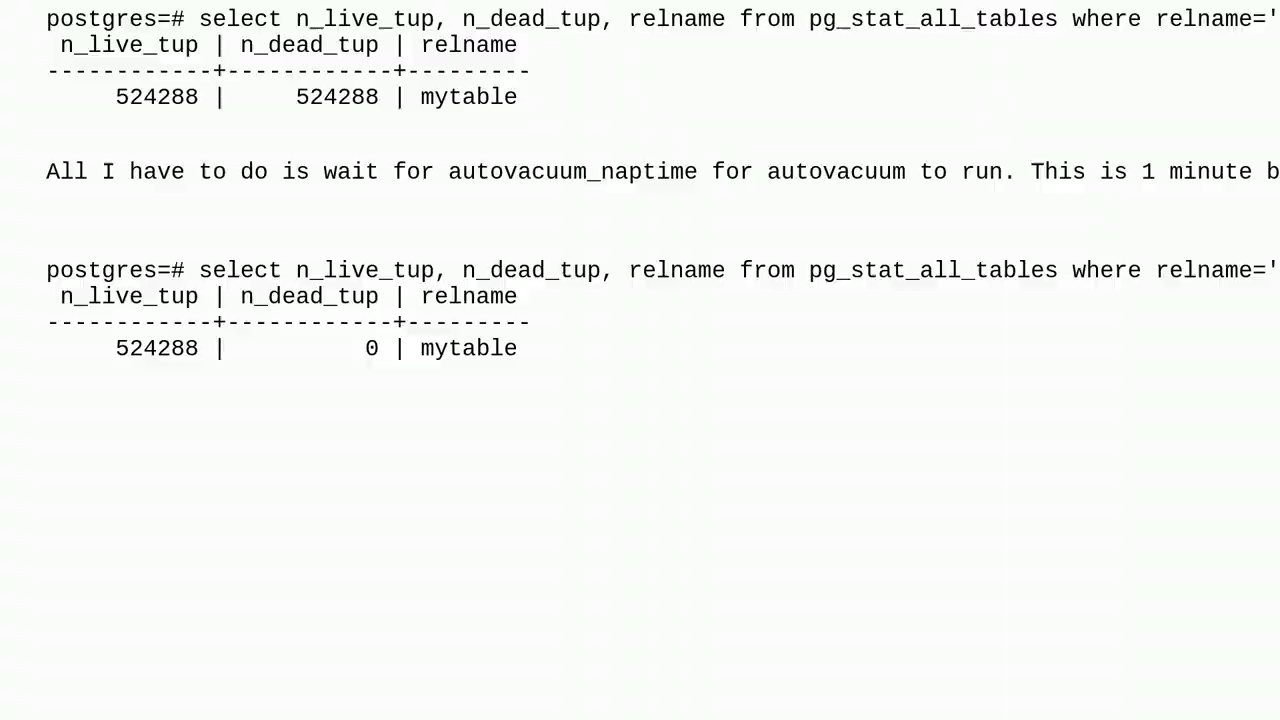 postgres=# select n_live_tup, n_dead_tup, relname from pg_stat_all_tables where relname='
n_live_tup | n_dead_tup | relname
------------+------------+---------
524288 | 524288 | mytable
All I have to do is wait for autovacuum_naptime for autovacuum to run. This is 1 minute b
postgres=# select n_live_tup, n_dead_tup, relname from pg_stat_all_tables where relname='
n_live_tup | n_dead_tup | relname
------------+------------+---------
524288 | 0 | mytable